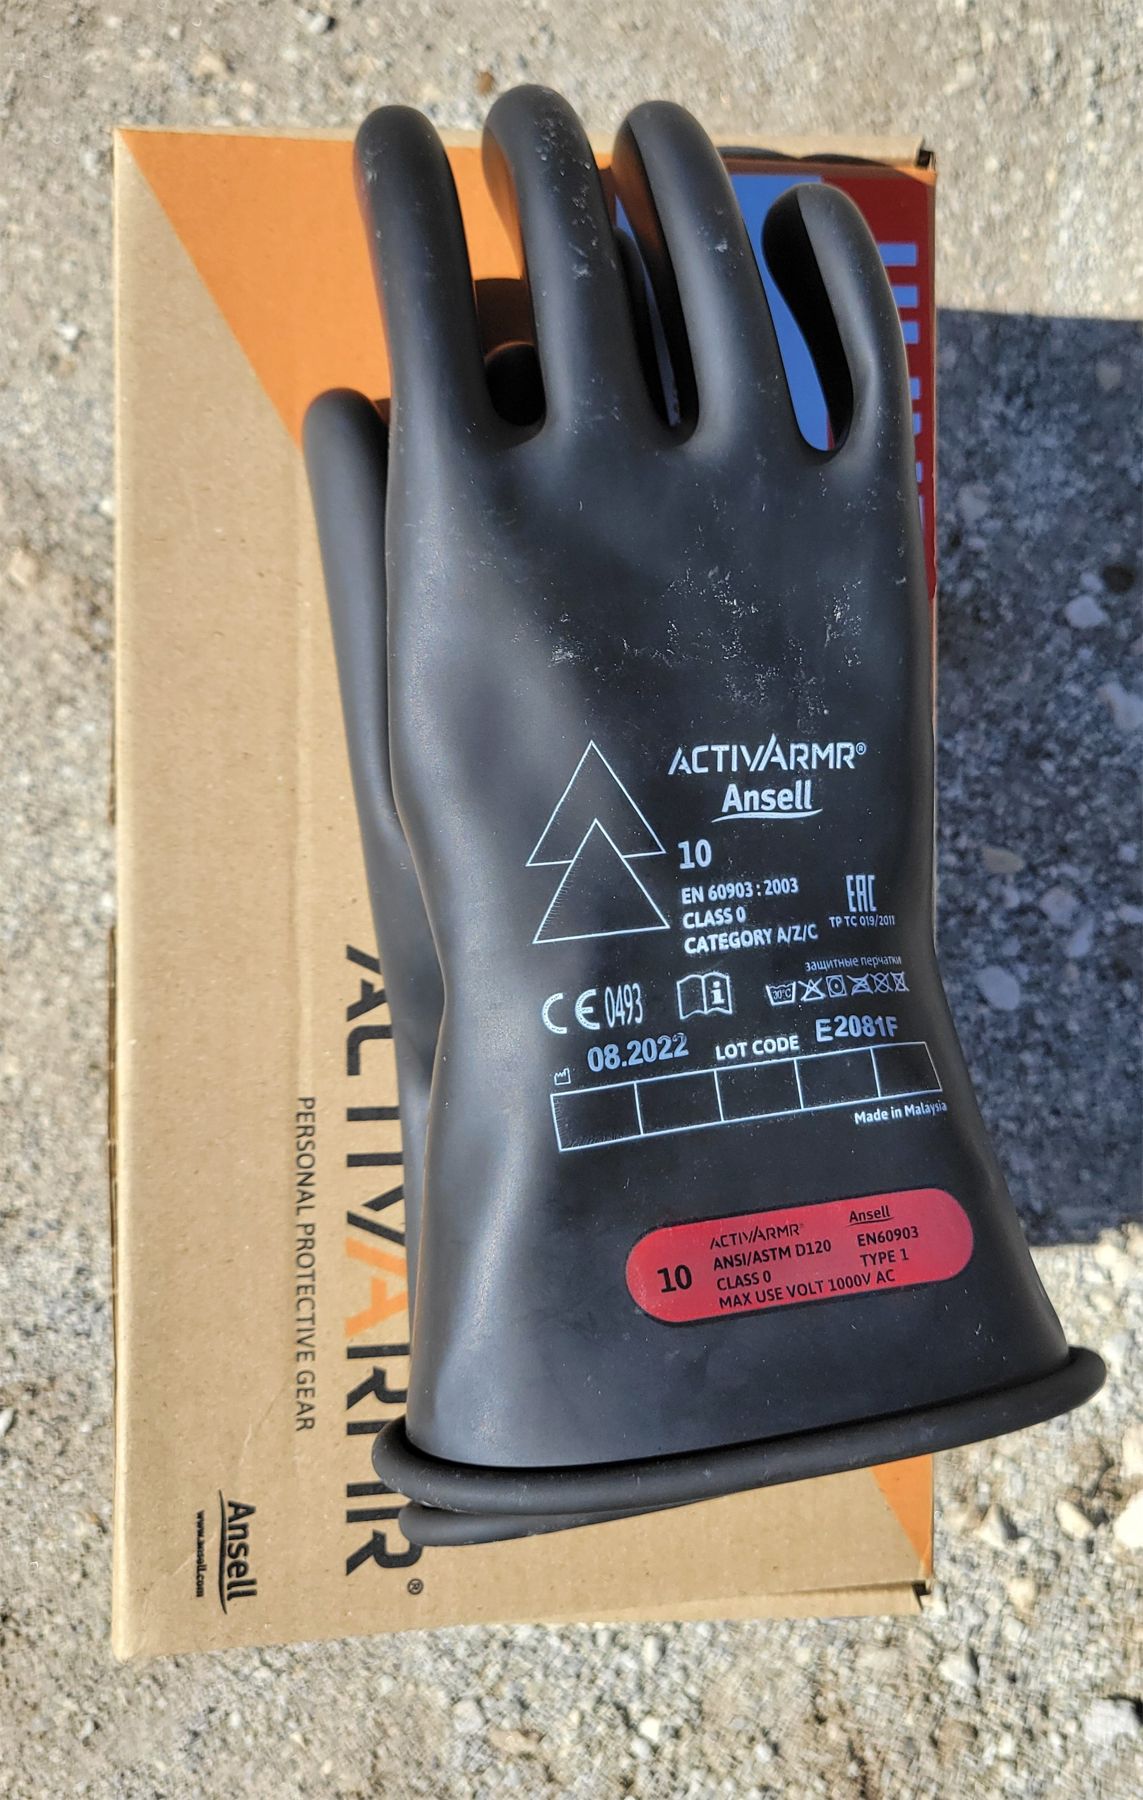 ACTIVARMR®
Ansell
10
EN 60903 : 2003
CLASS 0
CATEGORY A/Z/C
EAC
TP TC 019/2011
защитные перчатки
CE 0493
i
30°C
08.2022
LOT CODE
E2081F
Made in Malaysia
10
ACTIVARMR®
Ansell
ANSI/ASTM D120
EN60903
CLASS 0
TYPE 1
MAX USE VOLT 1000V AC
ACTIVARMR®
PERSONAL PROTECTIVE GEAR
Ansell
www.ansell.com